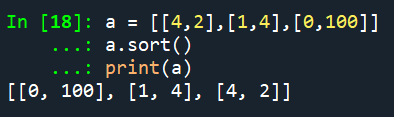 In [18]: a = [[4,2],[1,4],[0,100]]
...: a.sort()
...: print(a)
[[0, 100], [1, 4], [4, 2]]